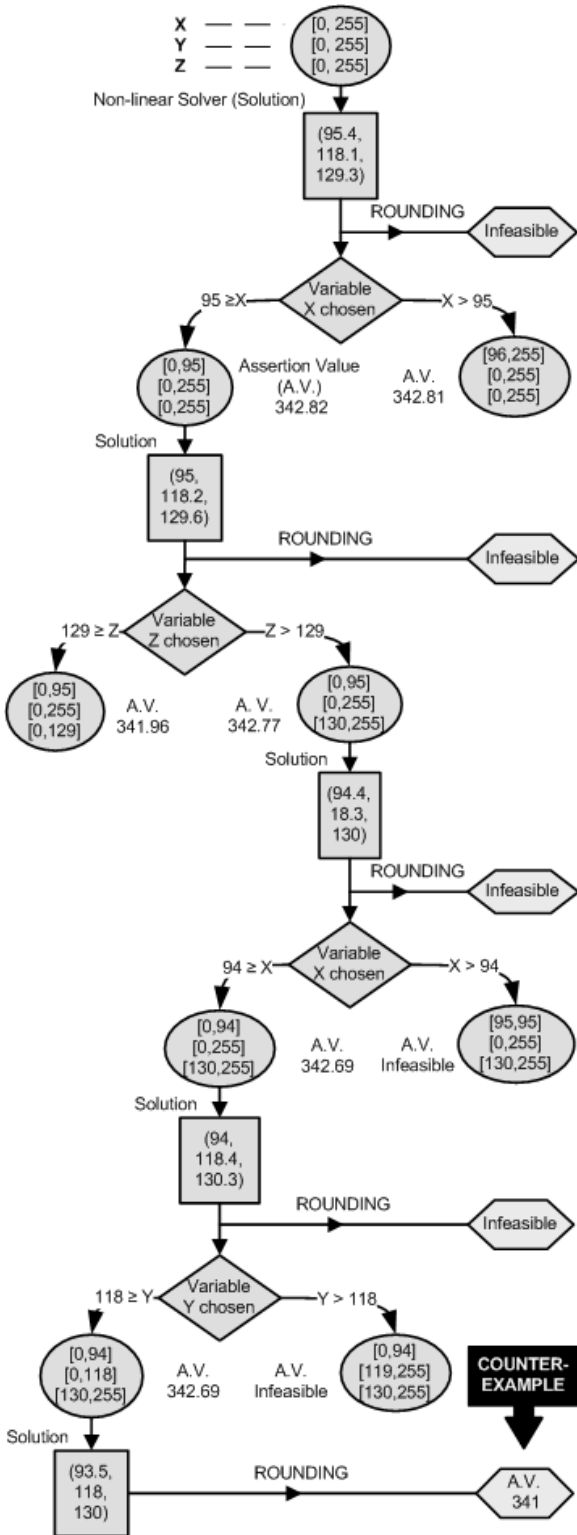 X — —
Y — —
Z — —
[0, 255]
[0, 255]
[0, 255]
Non-linear Solver (Solution)
(95.4,
118.1,
129.3)
ROUNDING
Infeasible
Variable
X chosen
95 ≥X
X > 95
[0,95]
[0,255]
[0,255]
Assertion Value
(A.V.)
342.82
A.V.
342.81
[96,255]
[0,255]
[0,255]
Solution
(95,
118.2,
129.6)
ROUNDING
Infeasible
Variable
Z chosen
129 ≥ Z
Z > 129
[0,95]
[0,255]
[0,129]
A.V.
341.96
A. V.
342.77
[0,95]
[0,255]
[130,255]
Solution
(94.4,
18.3,
130)
ROUNDING
Infeasible
Variable
X chosen
94 ≥ X
X > 94
[0,94]
[0,255]
[130,255]
A.V.
342.69
A.V.
Infeasible
[95,95]
[0,255]
[130,255]
Solution
(94,
118.4,
130.3)
ROUNDING
Infeasible
Variable
Y chosen
118 ≥ Y
Y > 118
[0,94]
[0,118]
[130,255]
A.V.
342.69
A.V.
Infeasible
[0,94]
[119,255]
[130,255]
COUNTER-
EXAMPLE
Solution
(93.5,
118,
130)
ROUNDING
A.V.
341